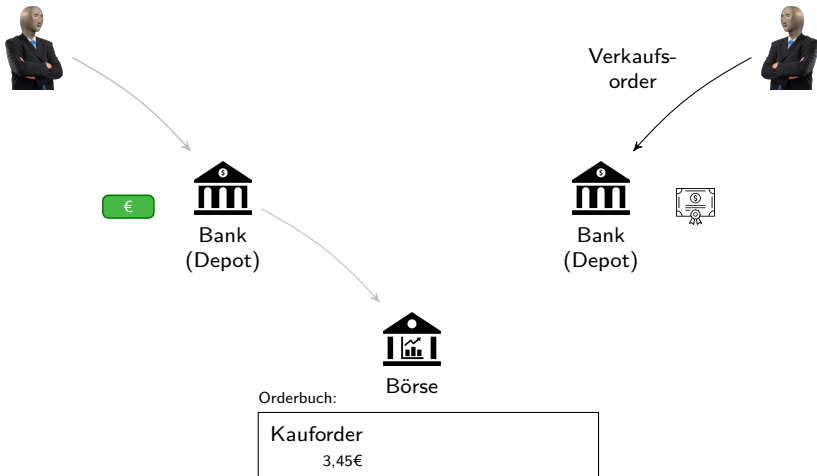 Verkaufs-
order
€
Bank
(Depot)
Bank
(Depot)
Börse
Orderbuch:
Kauforder
3,45€